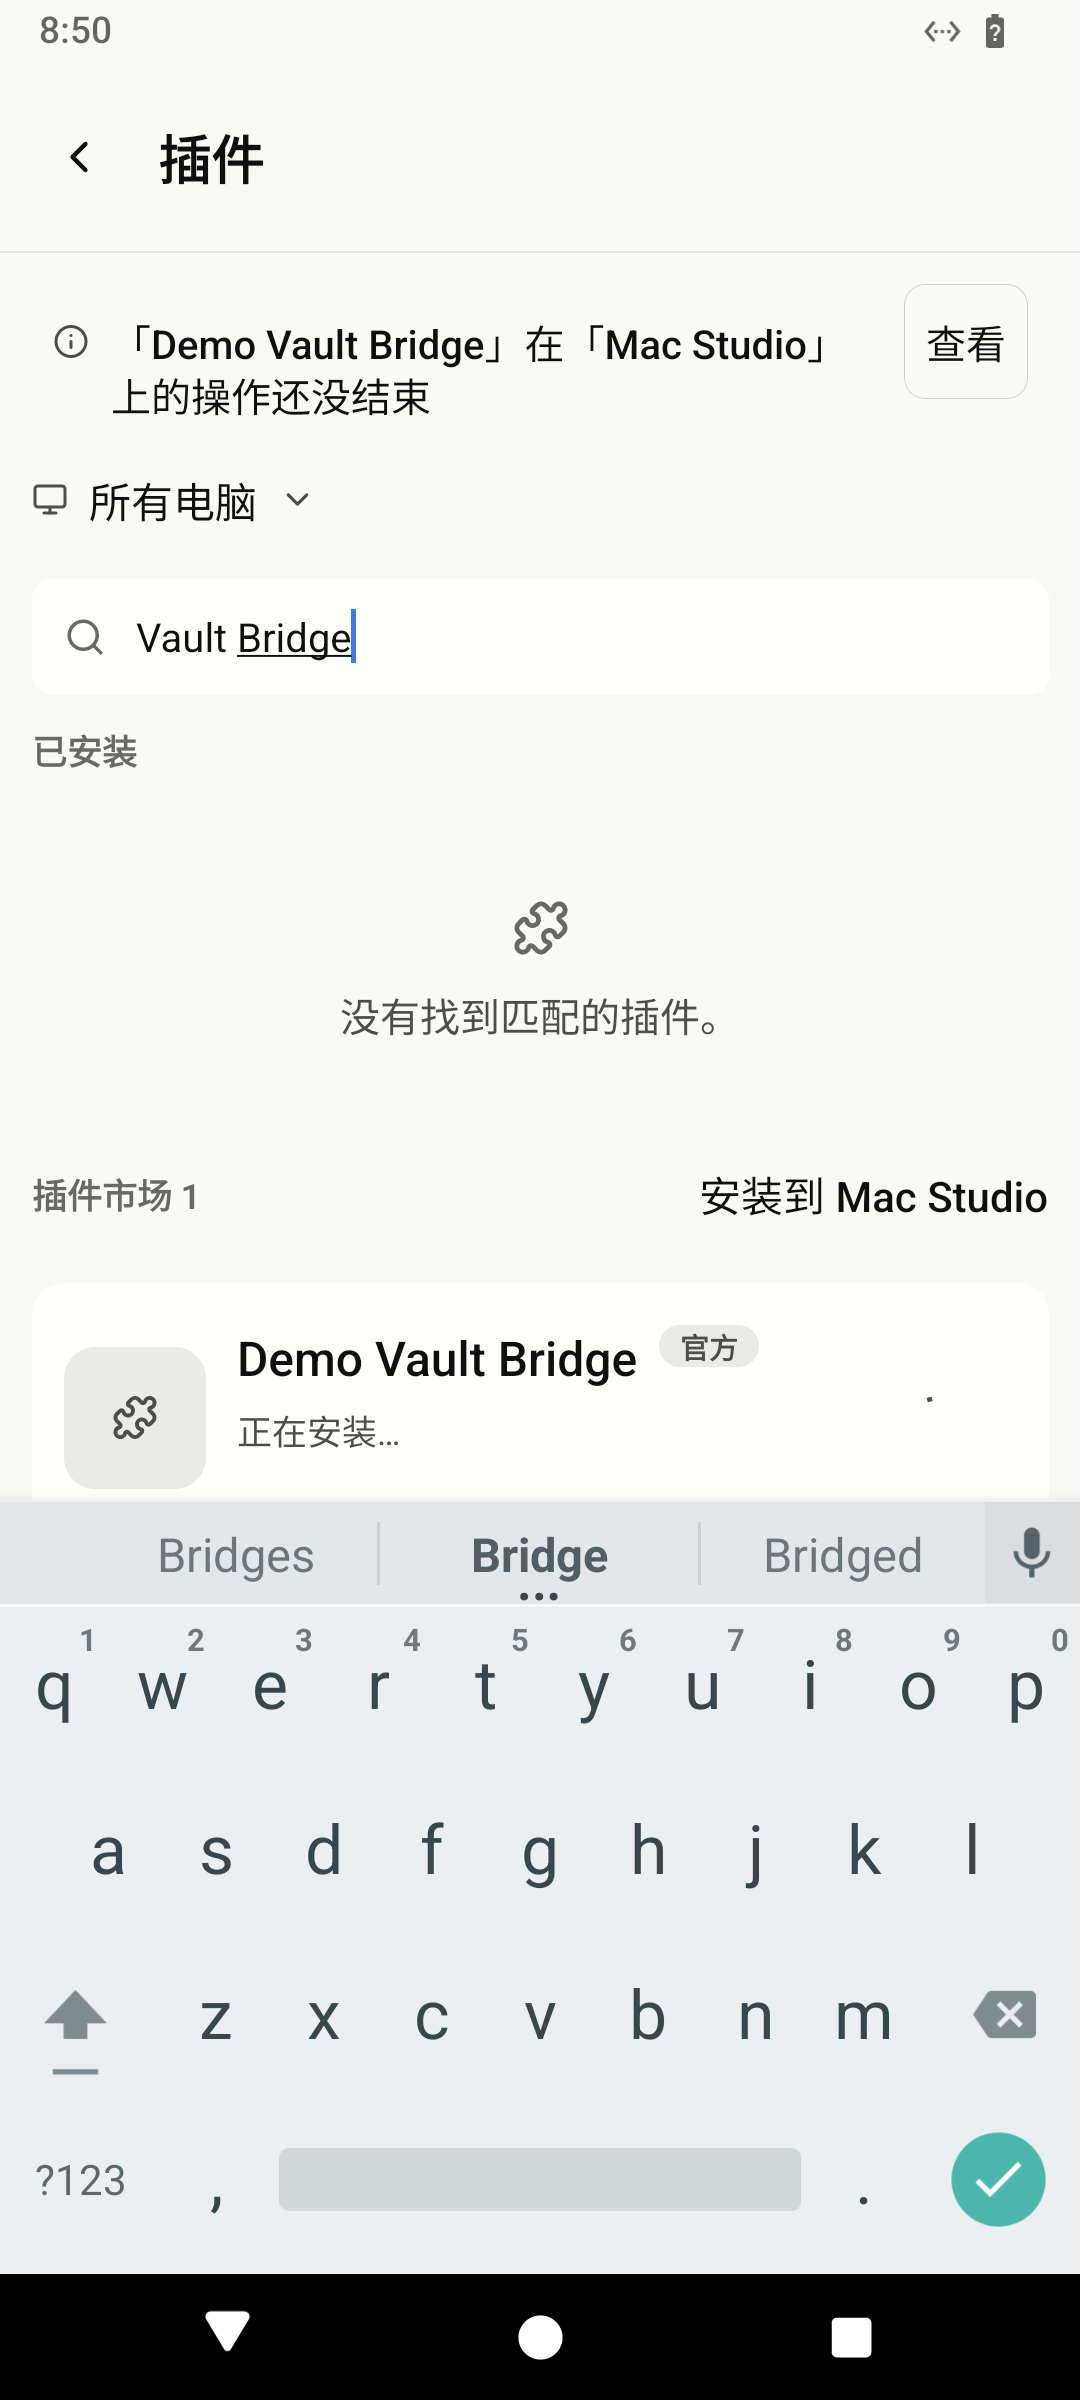 8:50
插件
「Demo Vault Bridge」在「Mac Studio」
上的操作还没结束
查看
所有电脑
Vault Bridge
已安装
没有找到匹配的插件。
插件市场 1
安装到 Mac Studio
Demo Vault Bridge
官方
正在安装...
Bridges
Bridge
Bridged
1 2 3 4 5 6 7 8 9 0
q w e r t y u i o p
a s d f g h j k l
z x c v b n m
?123 , .